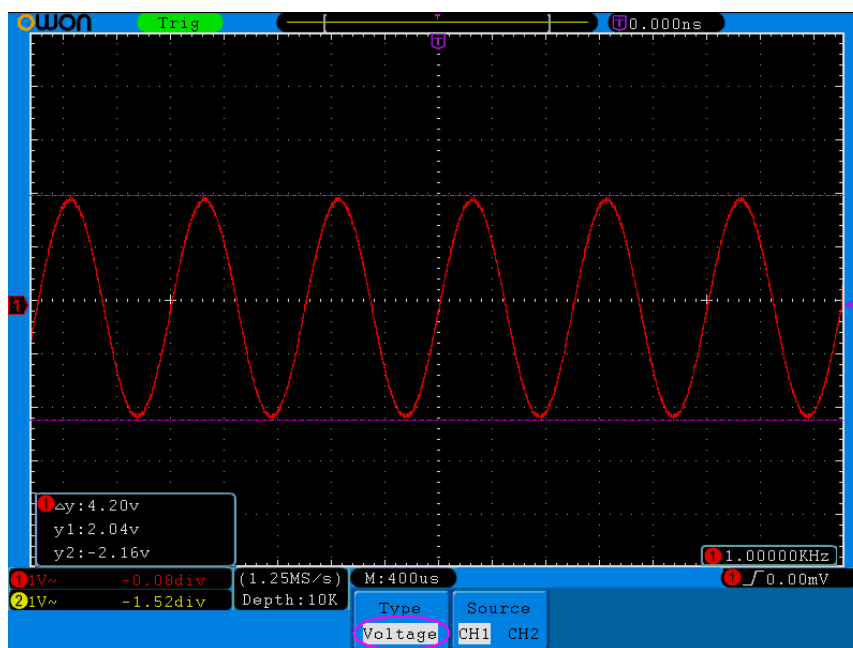 OWON Trig T T 0.000ns
T
1
1 △y:4.20v
y1:2.04v
y2:-2.16v
1 1.00000KHz
1 1V~ -0.08div (1.25MS/s) M:400us 1 0.00mV
2 1V~ -1.52div Depth:10K
Type Source
Voltage CH1 CH2